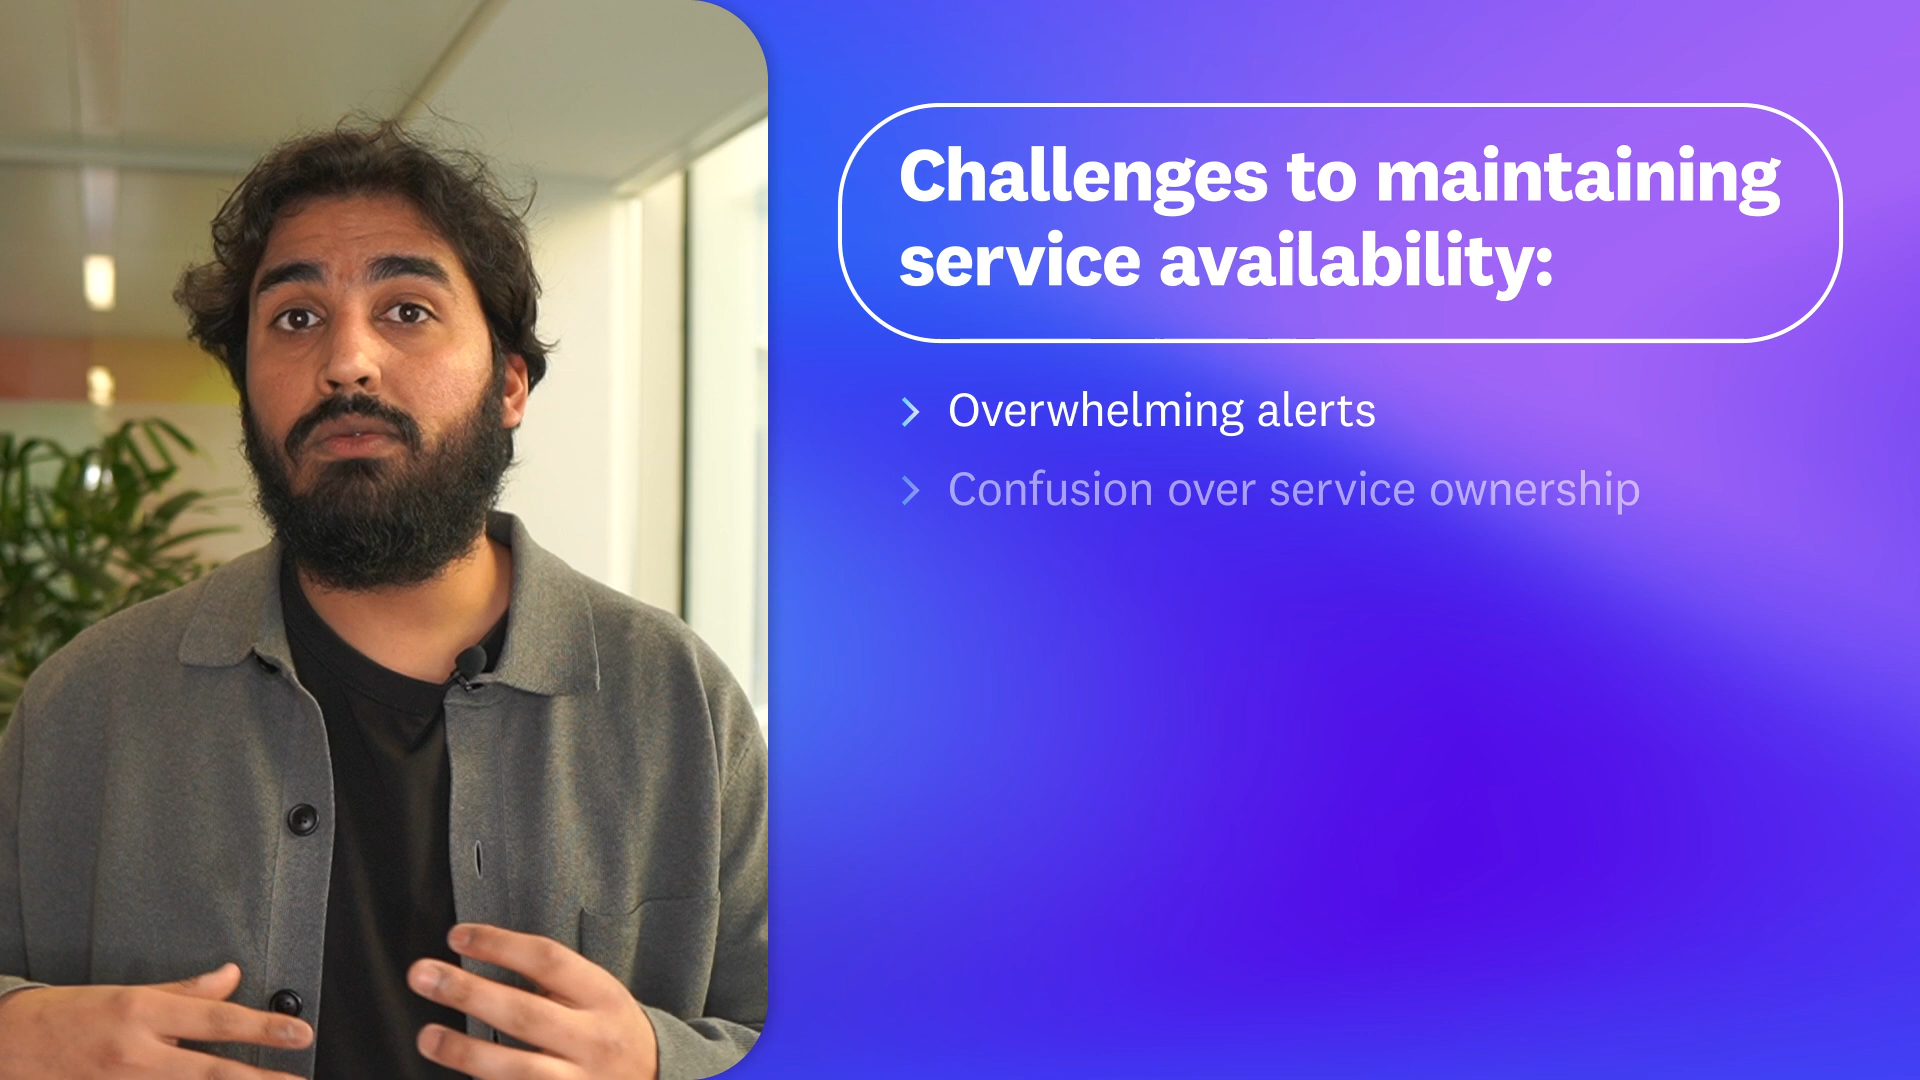 Challenges to maintaining
service availability:
Overwhelming alerts
Confusion over service ownership